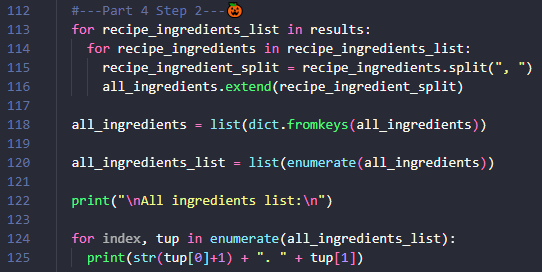 112 #---Part 4 Step 2---🎃
113 for recipe_ingredients_list in results:
114   for recipe_ingredients in recipe_ingredients_list:
115     recipe_ingredient_split = recipe_ingredients.split(", ")
116     all_ingredients.extend(recipe_ingredient_split)
117
118 all_ingredients = list(dict.fromkeys(all_ingredients))
119
120 all_ingredients_list = list(enumerate(all_ingredients))
121
122 print("\nAll ingredients list:\n")
123
124 for index, tup in enumerate(all_ingredients_list):
125   print(str(tup[0]+1) + ". " + tup[1])